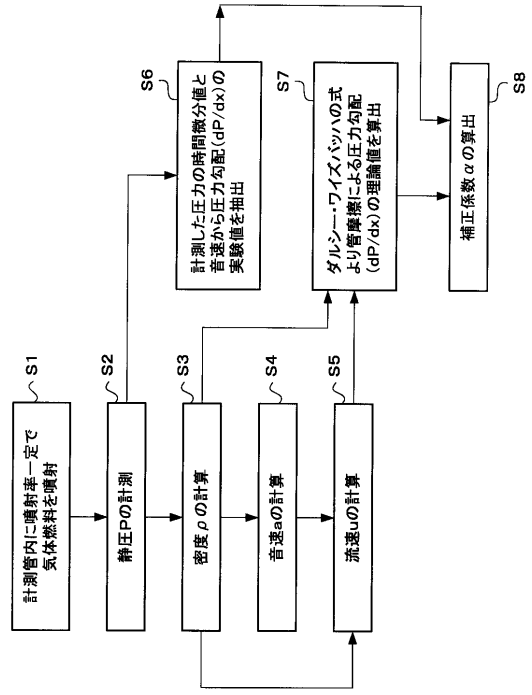 S1
計測管内に噴射率一定で
気体燃料を噴射
S2
静圧Pの計測
S3
密度ρの計算
S4
音速aの計算
S5
流速uの計算
S6
計測した圧力の時間微分値と
音速から圧力勾配(dP/dx)の
実験値を抽出
S7
ダルシー・ワイズバッハの式
より管摩擦による圧力勾配
(dP/dx)の理論値を算出
S8
補正係数αの算出